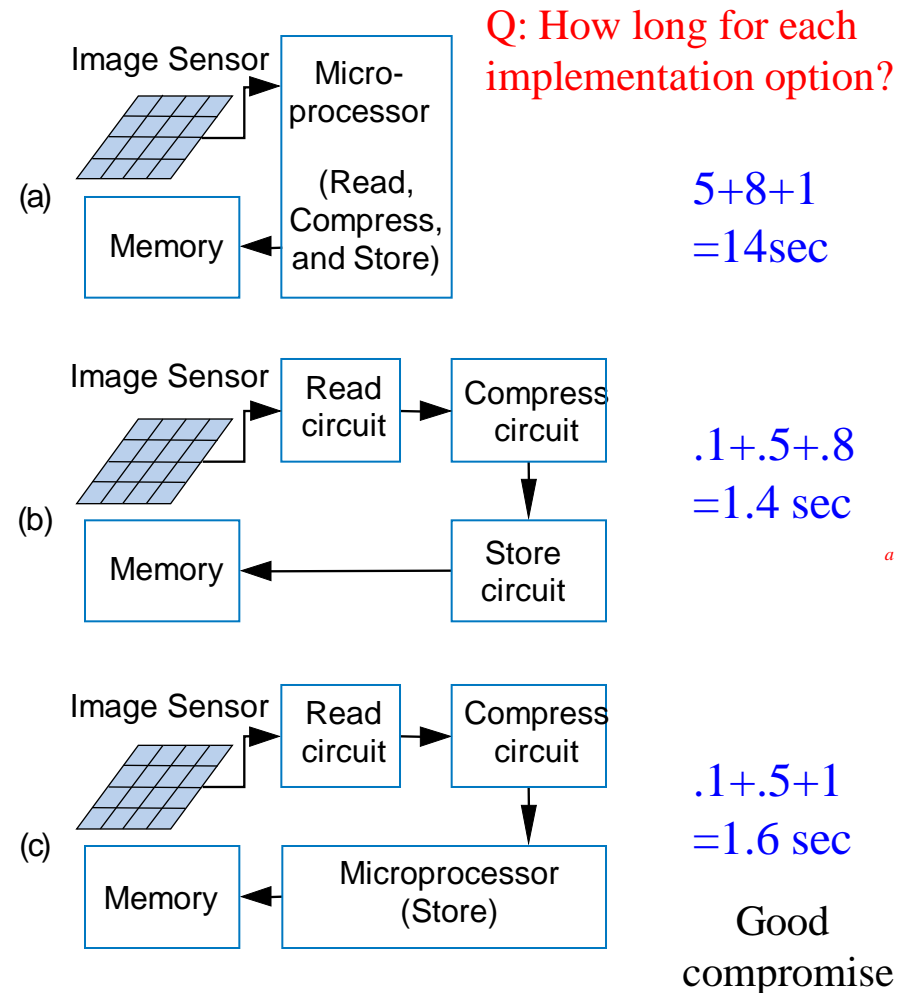 Q: How long for each
implementation option?
Image Sensor
Micro-
processor
(Read,
Compress,
and Store)
(a)
Memory
5+8+1
=14sec
Image Sensor
Read
circuit
Compress
circuit
.1+.5+.8
=1.4 sec
(b)
Memory
Store
circuit
a
Image Sensor
Read
circuit
Compress
circuit
.1+.5+1
=1.6 sec
(c)
Memory
Microprocessor
(Store)
Good
compromise